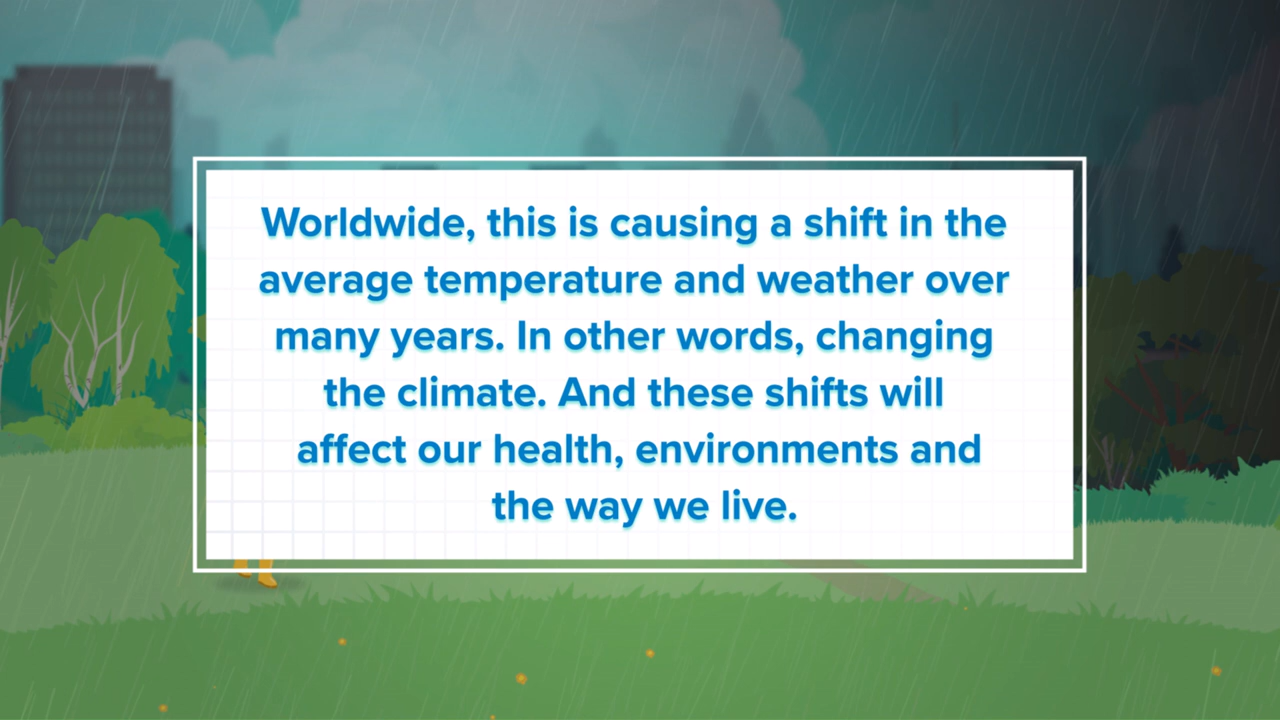 Worldwide, this is causing a shift in the
average temperature and weather over
many years. In other words, changing
the climate. And these shifts will
affect our health, environments and
the way we live.